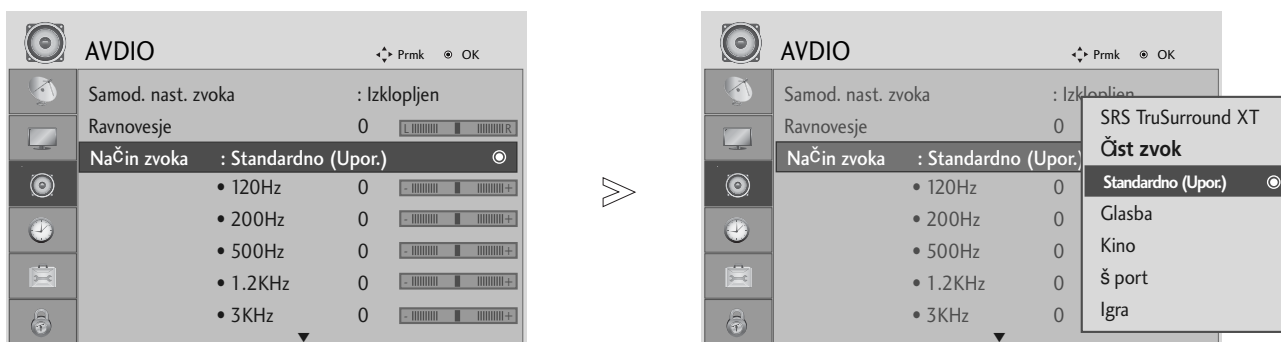 AVDIO Prmk OK
Samod. nast. zvoka : Izklopljen
Ravnovesje 0 L R
NaČin zvoka : Standardno (Upor.)
• 120Hz 0 - +
• 200Hz 0 - +
• 500Hz 0 - +
• 1.2KHz 0 - +
• 3KHz 0 - +
AVDIO Prmk OK
Samod. nast. zvoka : Izklopljen
Ravnovesje 0
NaČin zvoka : Standardno (Upor.)
• 120Hz 0
• 200Hz 0
• 500Hz 0
• 1.2KHz 0
• 3KHz 0
SRS TruSurround XT
Čist zvok
Standardno (Upor.)
Glasba
Kino
š port
Igra